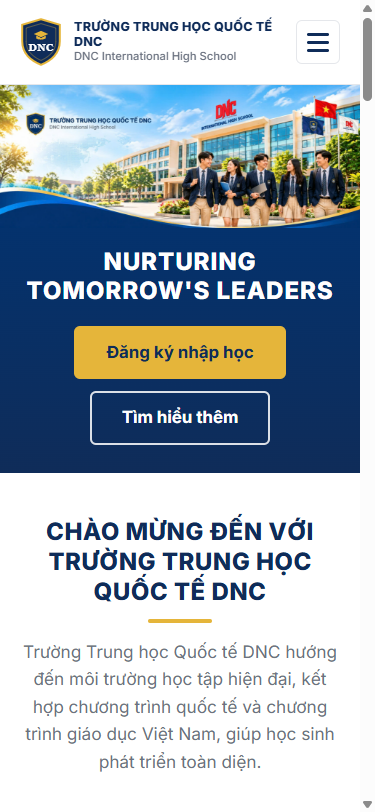 TRƯỜNG TRUNG HỌC QUỐC TẾ
DNC
DNC International High School
DNC
DNC
TRƯỜNG TRUNG HỌC QUỐC TẾ DNC
DNC International High School
DNC
INTERNATIONAL HIGH SCHOOL
NURTURING
TOMORROW'S LEADERS
Đăng ký nhập học
Tìm hiểu thêm
CHÀO MỪNG ĐẾN VỚI
TRƯỜNG TRUNG HỌC
QUỐC TẾ DNC
Trường Trung học Quốc tế DNC hướng
đến môi trường học tập hiện đại, kết
hợp chương trình quốc tế và chương
trình giáo dục Việt Nam, giúp học sinh
phát triển toàn diện.